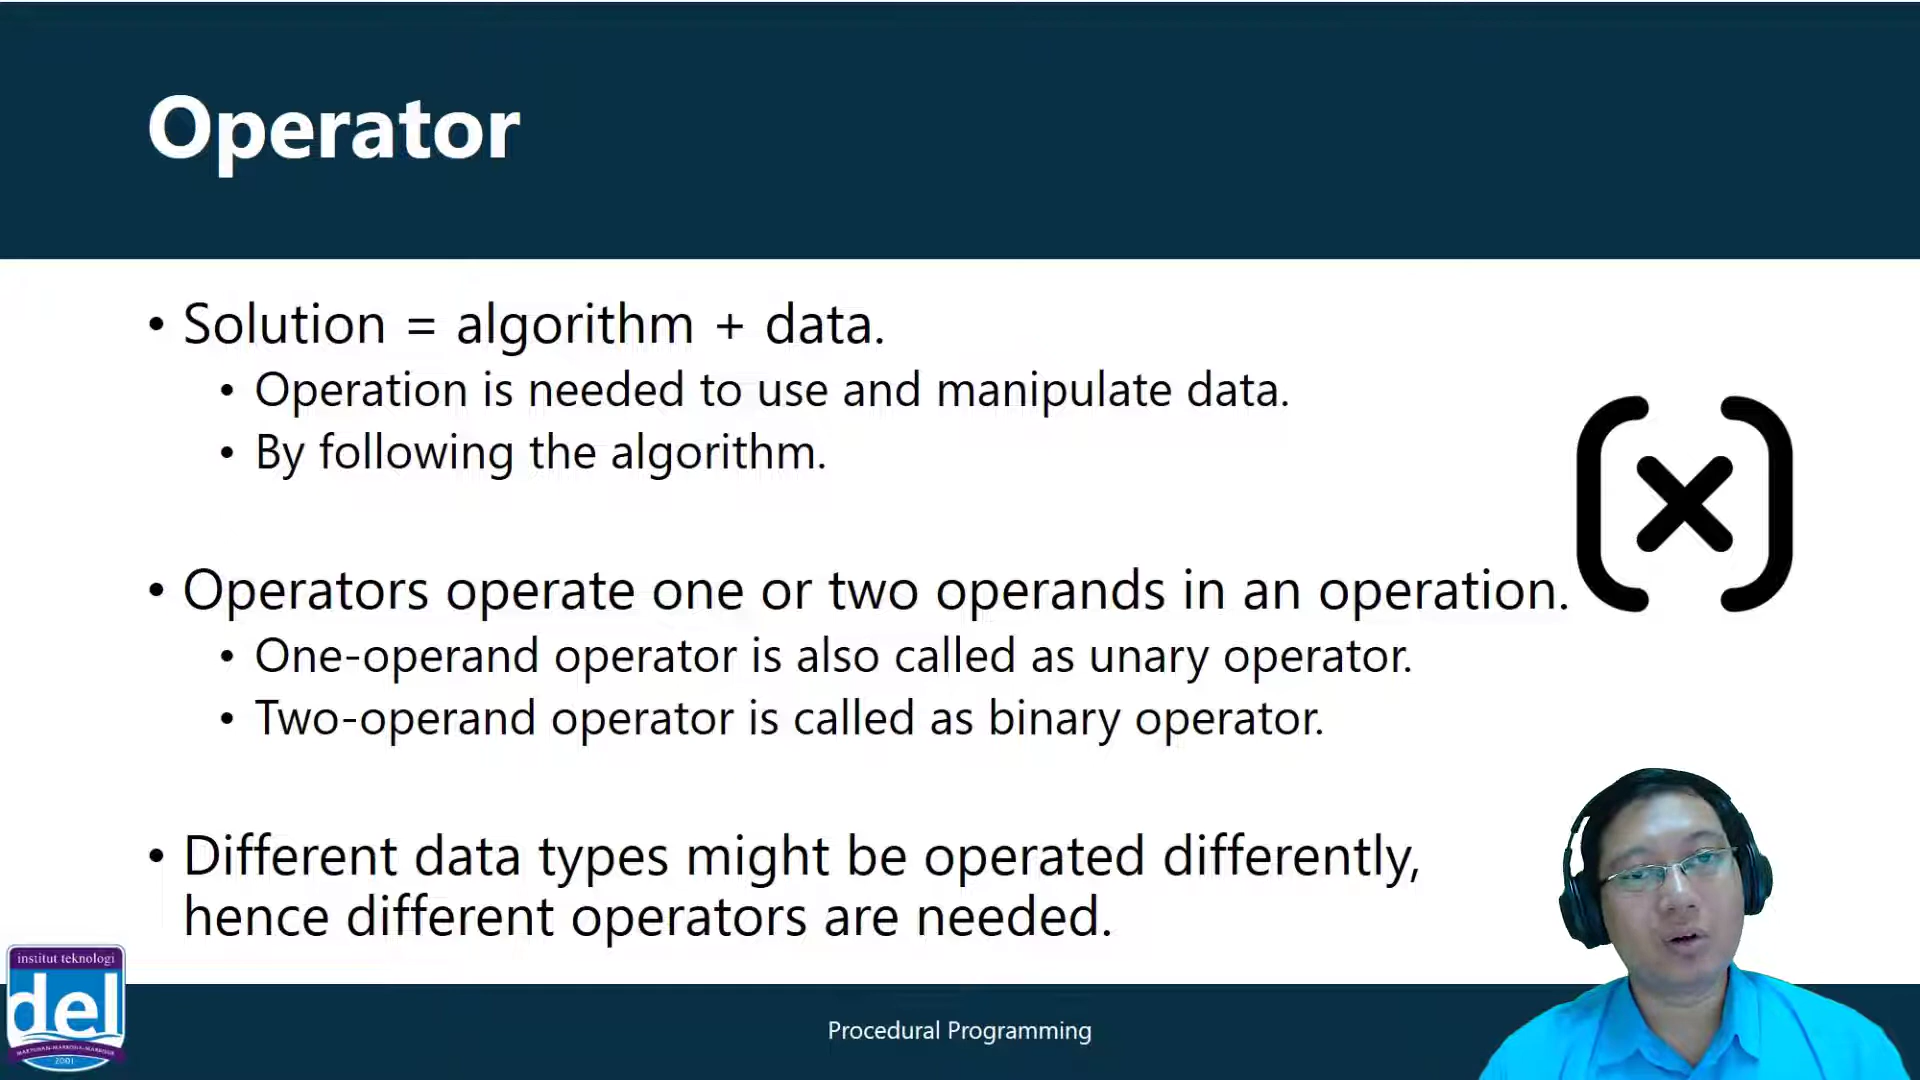 Operator
• Solution = algorithm + data.
• Operation is needed to use and manipulate data.
• By following the algorithm.
• Operators operate one or two operands in an operation.
• One-operand operator is also called as unary operator.
• Two-operand operator is called as binary operator.
• Different data types might be operated differently,
hence different operators are needed.
institut teknologi
del
2001
Procedural Programming